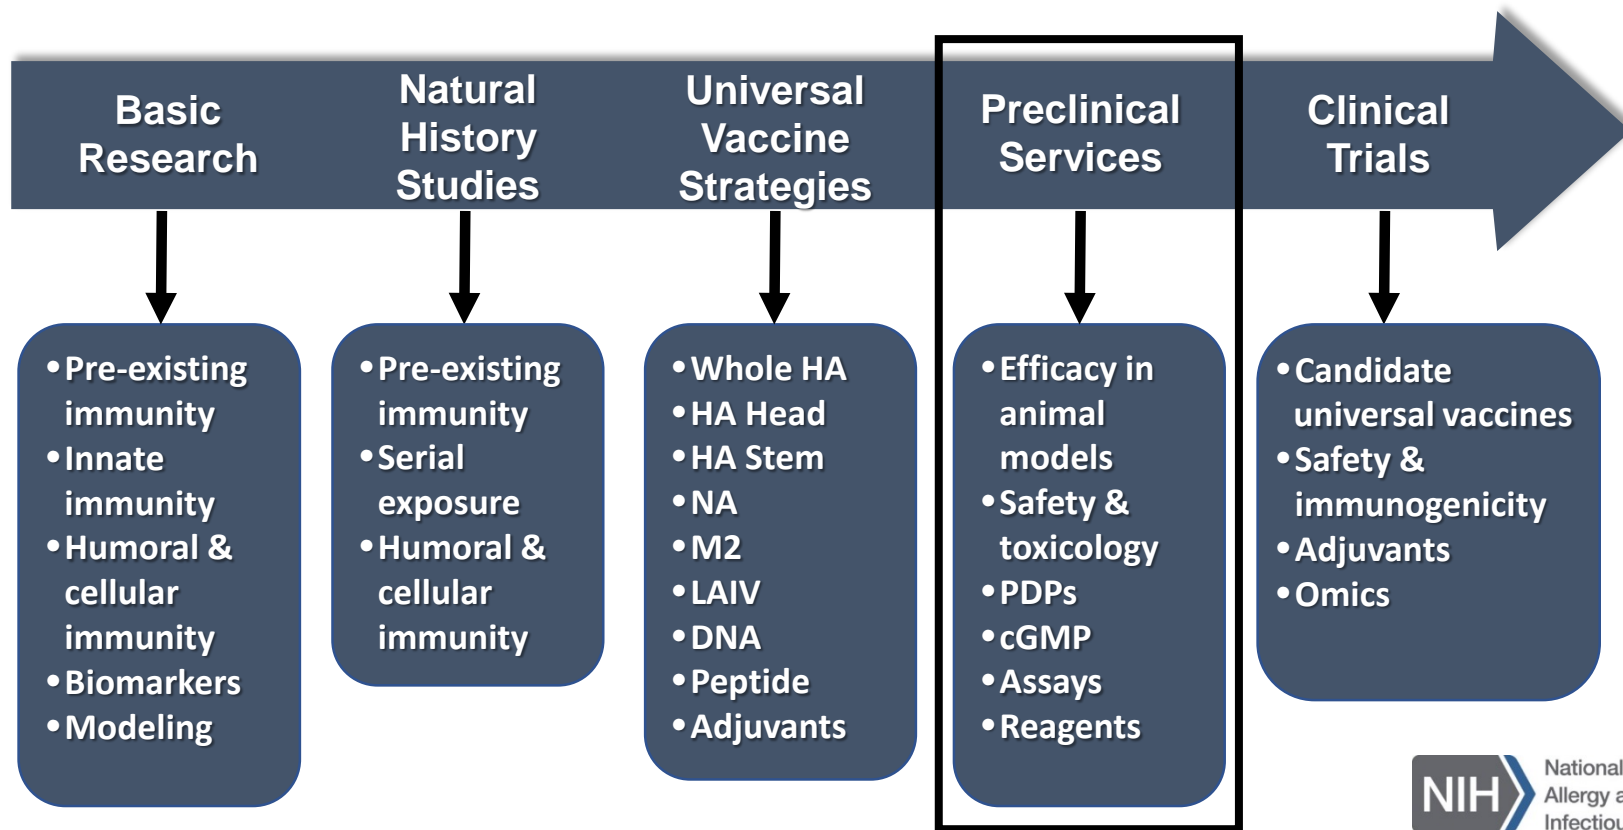 Basic
Research
Natural
History
Studies
Universal
Vaccine
Strategies
Preclinical
Services
Clinical
Trials
•Pre-existing
immunity
•Innate
immunity
•Humoral &
cellular
immunity
•Biomarkers
•Modeling
•Pre-existing
immunity
•Serial
exposure
•Humoral &
cellular
immunity
•Whole HA
•HA Head
•HA Stem
•NA
•M2
•LAIV
•DNA
•Peptide
•Adjuvants
•Efficacy in
animal
models
•Safety &
toxicology
•PDPs
•cGMP
•Assays
•Reagents
•Candidate
universal vaccines
•Safety &
immunogenicity
•Adjuvants
•Omics
NIH
National
Allergy a
Infectiou